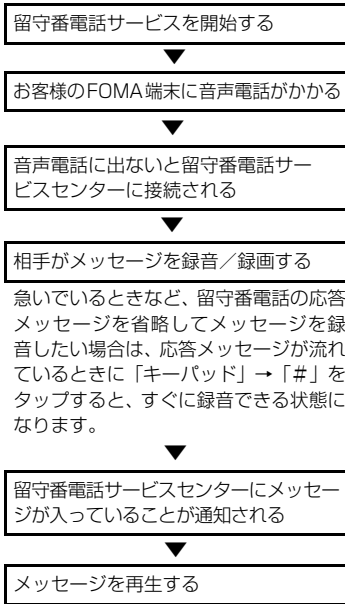 留守番電話サービスを開始する
▼
お客様のFOMA端末に音声電話がかかる
▼
音声電話に出ないと留守番電話サー
ビスセンターに接続される
▼
相手がメッセージを録音／録画する
急いでいるときなど、留守番電話の応答
メッセージを省略してメッセージを録
音したい場合は、応答メッセージが流れ
ているときに「キーパッド」→「＃」を
タップすると、すぐに録音できる状態に
なります。
▼
留守番電話サービスセンターにメッセー
ジが入っていることが通知される
▼
メッセージを再生する